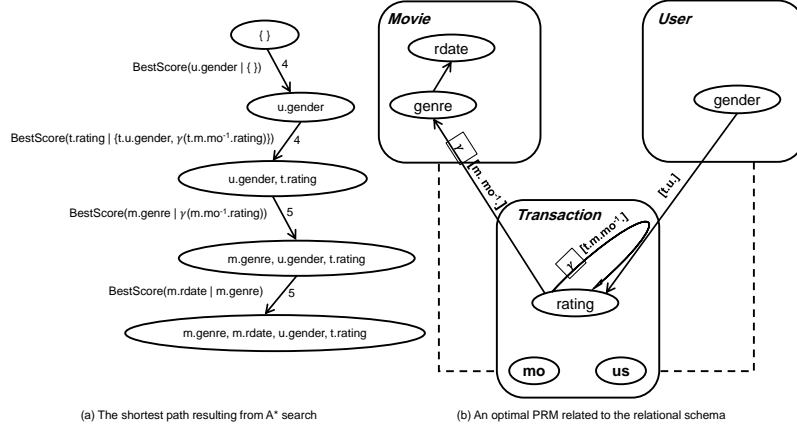 { }
4
BestScore(u.gender | { })
u.gender
BestScore(t.rating | {t.u.gender, γ(t.m.mo⁻¹.rating)})
4
u.gender, t.rating
BestScore(m.genre | γ(m.mo⁻¹.rating))
5
m.genre, u.gender, t.rating
BestScore(m.rdate | m.genre)
5
m.genre, m.rdate, u.gender, t.rating
(a) The shortest path resulting from A* search
Movie
rdate
genre
User
gender
γ [m. mo⁻¹.]
[t.u.]
Transaction
γ [t.m.mo⁻¹.]
rating
mo
us
(b) An optimal PRM related to the relational schema